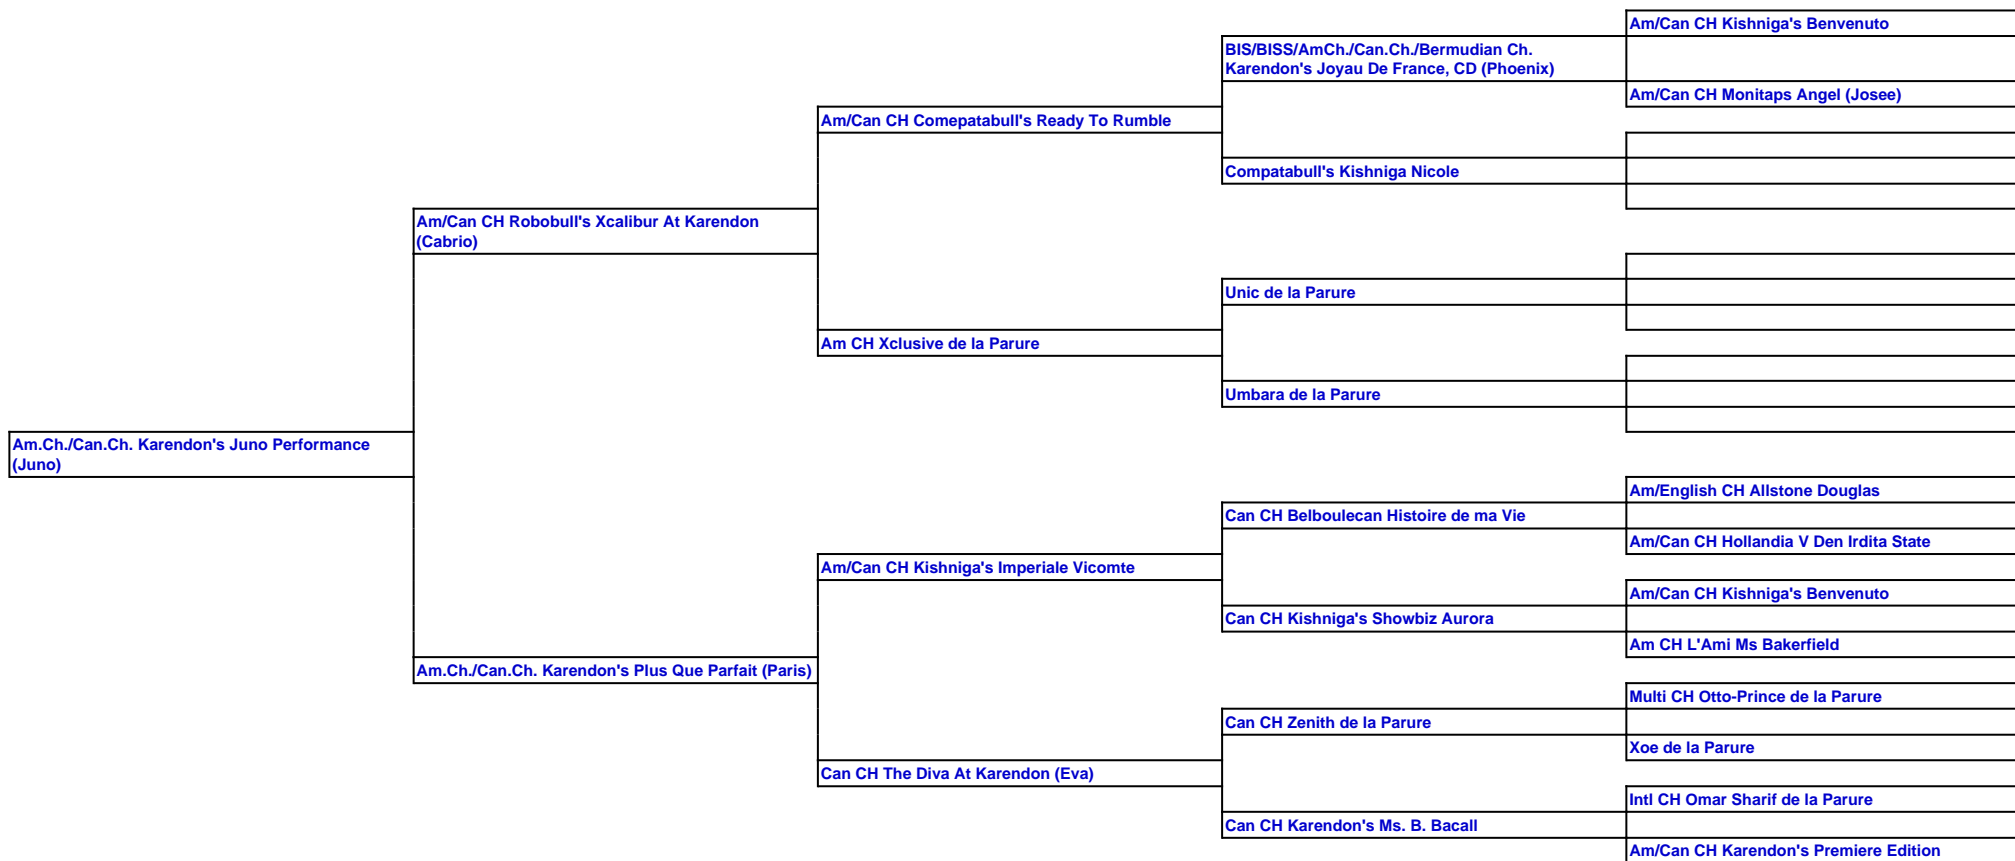 Am/Can CH Kishniga's Benvenuto
BIS/BISS/AmCh./Can.Ch./Bermudian Ch.
Karendon's Joyau De France, CD (Phoenix)
Am/Can CH Monitaps Angel (Josee)
Am/Can CH Comepatabull's Ready To Rumble
Compatabull's Kishniga Nicole
Am/Can CH Robobull's Xcalibur At Karendon
(Cabrio)
Unic de la Parure
Am CH Xclusive de la Parure
Umbara de la Parure
Am.Ch./Can.Ch. Karendon's Juno Performance
(Juno)
Am/English CH Allstone Douglas
Can CH Belboulecan Histoire de ma Vie
Am/Can CH Hollandia V Den Irdita State
Am/Can CH Kishniga's Imperiale Vicomte
Am/Can CH Kishniga's Benvenuto
Can CH Kishniga's Showbiz Aurora
Am CH L'Ami Ms Bakerfield
Am.Ch./Can.Ch. Karendon's Plus Que Parfait (Paris)
Multi CH Otto-Prince de la Parure
Can CH Zenith de la Parure
Xoe de la Parure
Can CH The Diva At Karendon (Eva)
Intl CH Omar Sharif de la Parure
Can CH Karendon's Ms. B. Bacall
Am/Can CH Karendon's Premiere Edition